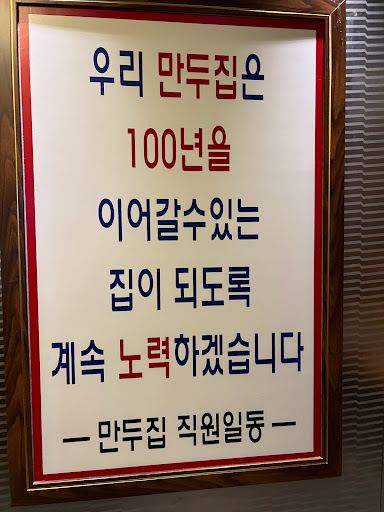 우리 만두집은
100년을
이어갈수있는
집이 되도록
계속 노력하겠습니다
— 만두집 직원일동 —